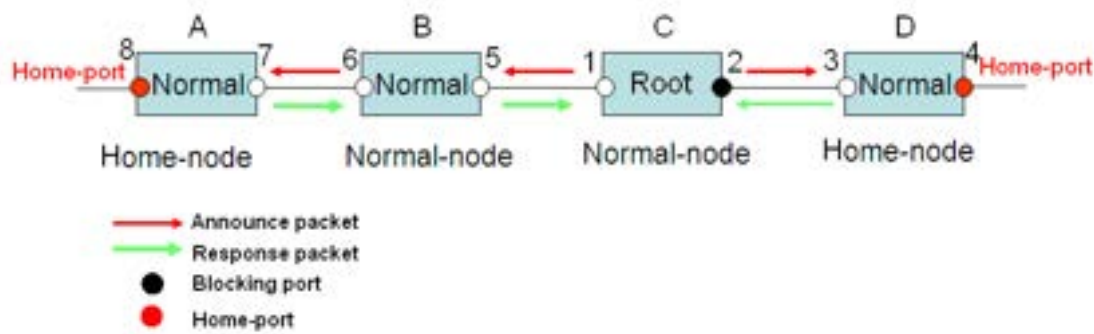 A B C D
8 7 6 5 1 2 3 4
Home-port Normal Normal Root Normal Home-port
Home-node Normal-node Normal-node Home-node
Announce packet
Response packet
Blocking port
Home-port